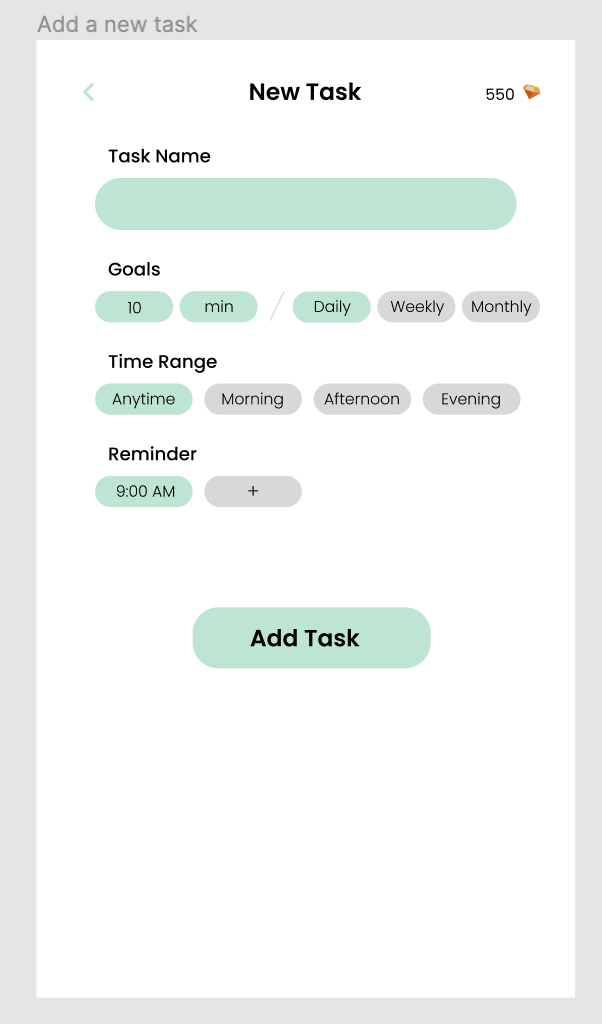 Add a new task
New Task 550
Task Name
Goals
10 min / Daily Weekly Monthly
Time Range
Anytime Morning Afternoon Evening
Reminder
9:00 AM +
Add Task